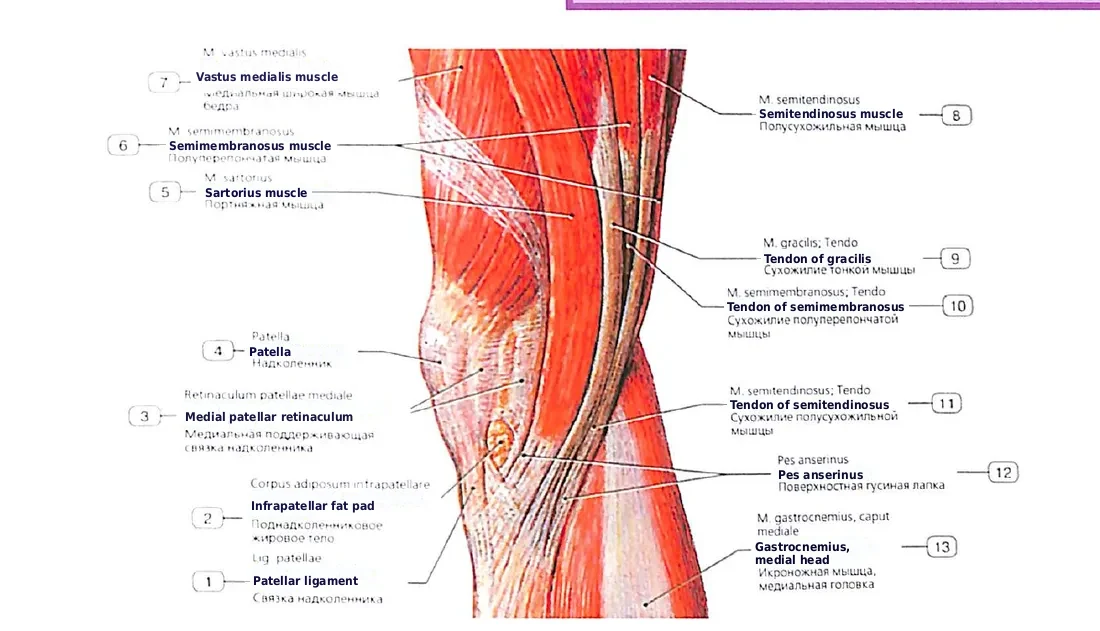 M. vastus medialis
7
Vastus medialis muscle
Медиальная широкая мышца
бедра
M. semimembranosus
6
Semimembranosus muscle
Полуперепончатая мышца
M. sartorius
5
Sartorius muscle
Портняжная мышца
Patella
4
Patella
Надколенник
Retinaculum patellae mediale
3
Medial patellar retinaculum
Медиальная поддерживающая
связка надколенника
Corpus adiposum infrapatellare
2
Infrapatellar fat pad
Поднадколенниковое
жировое тело
Lig. patellae
1
Patellar ligament
Связка надколенника
M. semitendinosus
Semitendinosus muscle
8
Полусухожильная мышца
M. gracilis; Tendo
Tendon of gracilis
9
Сухожилие тонкой мышцы
M. semimembranosus; Tendo
Tendon of semimembranosus
10
Сухожилие полуперепончатой
мышцы
M. semitendinosus; Tendo
Tendon of semitendinosus
11
Сухожилие полусухожильной
мышцы
Pes anserinus
Pes anserinus
12
Поверхностная гусиная лапка
M. gastrocnemius, caput
mediale
Gastrocnemius,
13
medial head
Икроножная мышца,
медиальная головка